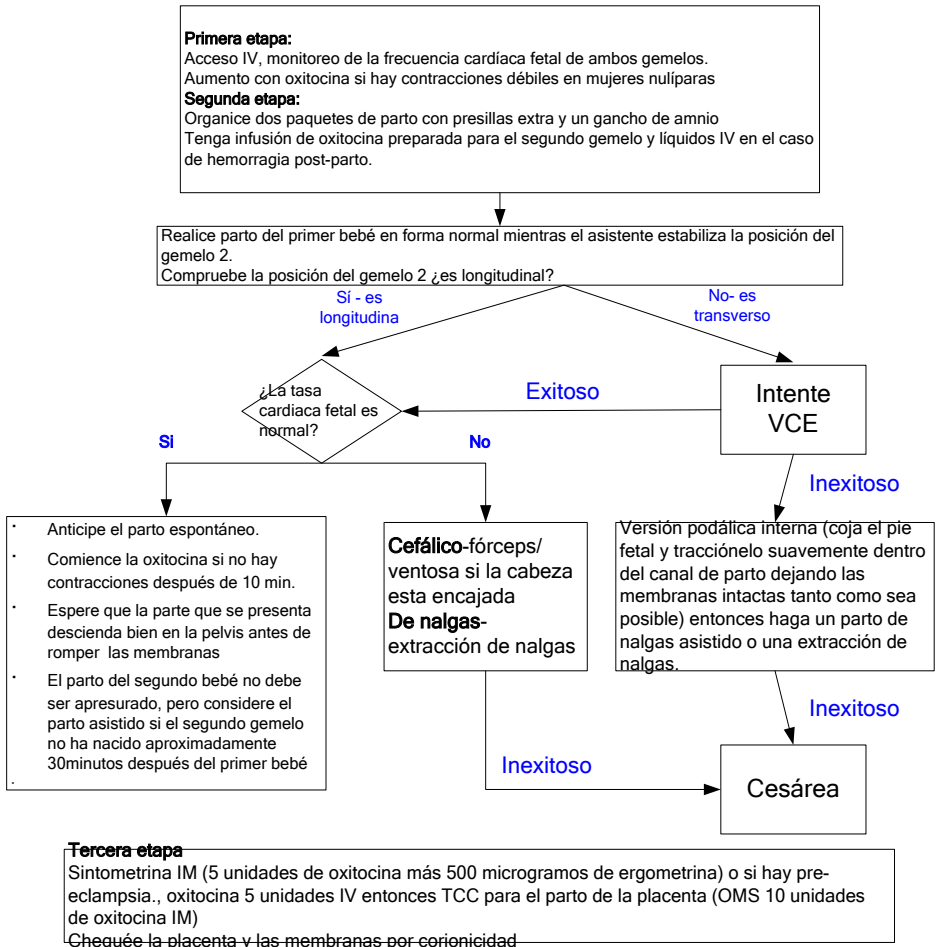 Primera etapa:
Acceso IV, monitoreo de la frecuencia cardíaca fetal de ambos gemelos.
Aumento con oxitocina si hay contracciones débiles en mujeres nulíparas
Segunda etapa:
Organice dos paquetes de parto con presillas extra y un gancho de amnio
Tenga infusión de oxitocina preparada para el segundo gemelo y líquidos IV en el caso
de hemorragia post-parto.
Realice parto del primer bebé en forma normal mientras el asistente estabiliza la posición del
gemelo 2.
Compruebe la posición del gemelo 2 ¿es longitudinal?
Sí - es
longitudina
No- es
transverso
¿La tasa
cardiaca fetal es
normal?
Exitoso
Intente
VCE
Si
No
Inexitoso
· Anticipe el parto espontáneo.
· Comience la oxitocina si no hay
contracciones después de 10 min.
· Espere que la parte que se presenta
descienda bien en la pelvis antes de
romper las membranas
· El parto del segundo bebé no debe
ser apresurado, pero considere el
parto asistido si el segundo gemelo
no ha nacido aproximadamente
30minutos después del primer bebé
·
Cefálico-fórceps/
ventosa si la cabeza
esta encajada
De nalgas-
extracción de nalgas
Versión podálica interna (coja el pie
fetal y tracciónelo suavemente dentro
del canal de parto dejando las
membranas intactas tanto como sea
posible) entonces haga un parto de
nalgas asistido o una extracción de
nalgas.
Inexitoso
Inexitoso
Cesárea
Tercera etapa
Sintometrina IM (5 unidades de oxitocina más 500 microgramos de ergometrina) o si hay pre-
eclampsia., oxitocina 5 unidades IV entonces TCC para el parto de la placenta (OMS 10 unidades
de oxitocina IM)
Chequée la placenta y las membranas por corionicidad